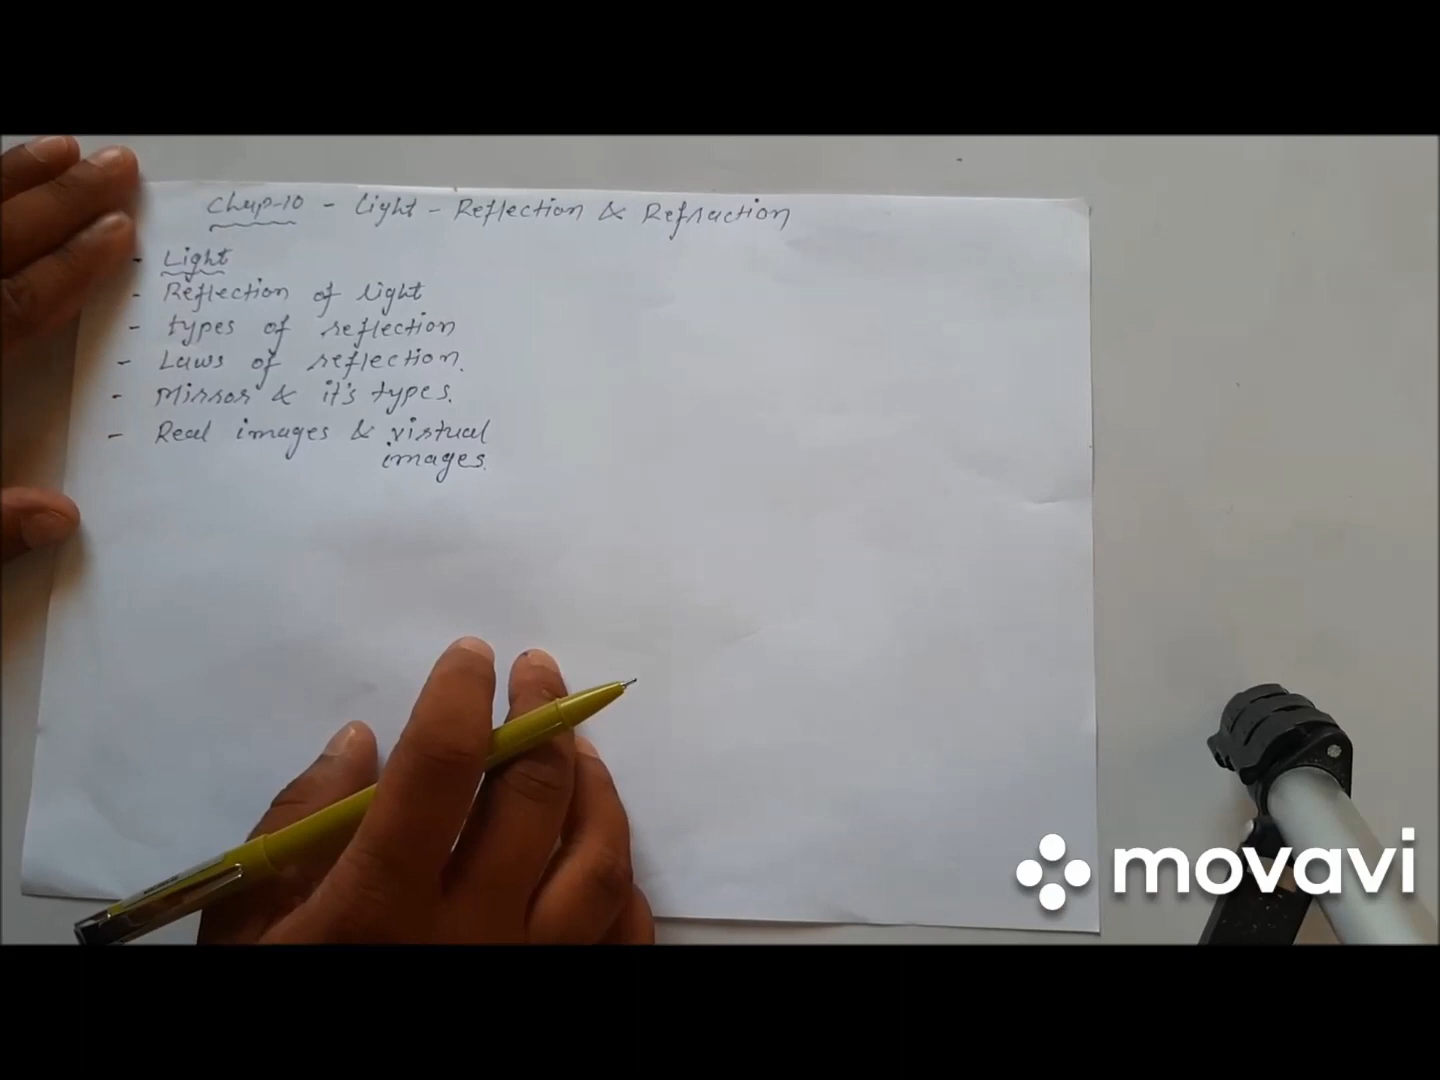 Chap-10 - Light - Reflection & Refraction
- Light
- Reflection of light
- types of reflection
- Laws of reflection.
- Mirror & it's types.
- Real images & virtual
images.
movavi